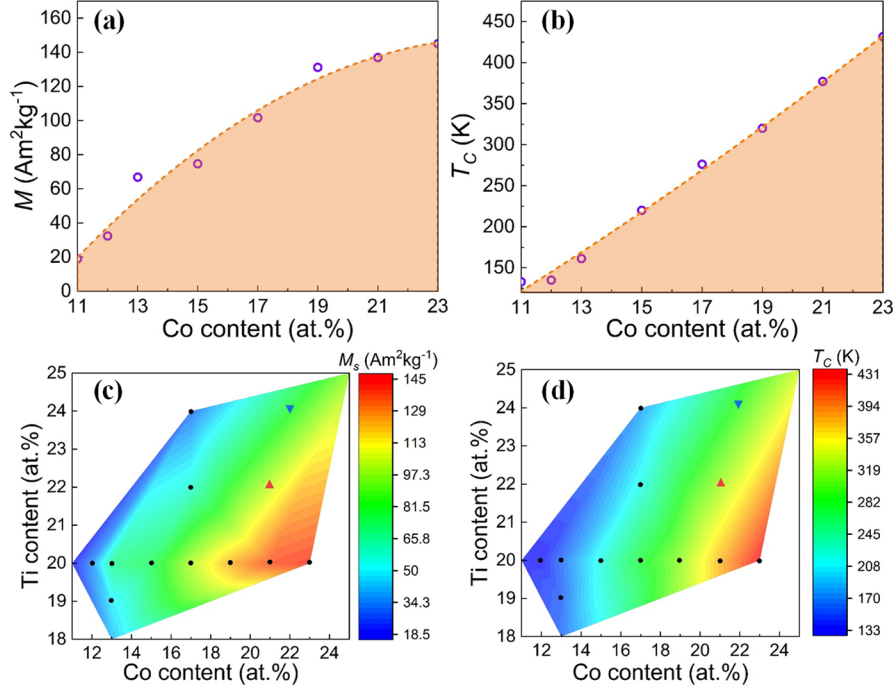 (a)
160
140
120
100
80
60
40
20
0
M (Am²kg⁻¹)
11 13 15 17 19 21 23
Co content (at.%)
(b)
450
400
350
300
250
200
150
T_C (K)
11 13 15 17 19 21 23
Co content (at.%)
(c)
M_s (Am²kg⁻¹)
25
24
23
22
21
20
19
18
Ti content (at.%)
12 14 16 18 20 22 24
Co content (at.%)
145
129
113
97.3
81.5
65.8
50
34.3
18.5
(d)
T_C (K)
25
24
23
22
21
20
19
18
Ti content (at.%)
12 14 16 18 20 22 24
Co content (at.%)
431
394
357
319
282
245
208
170
133